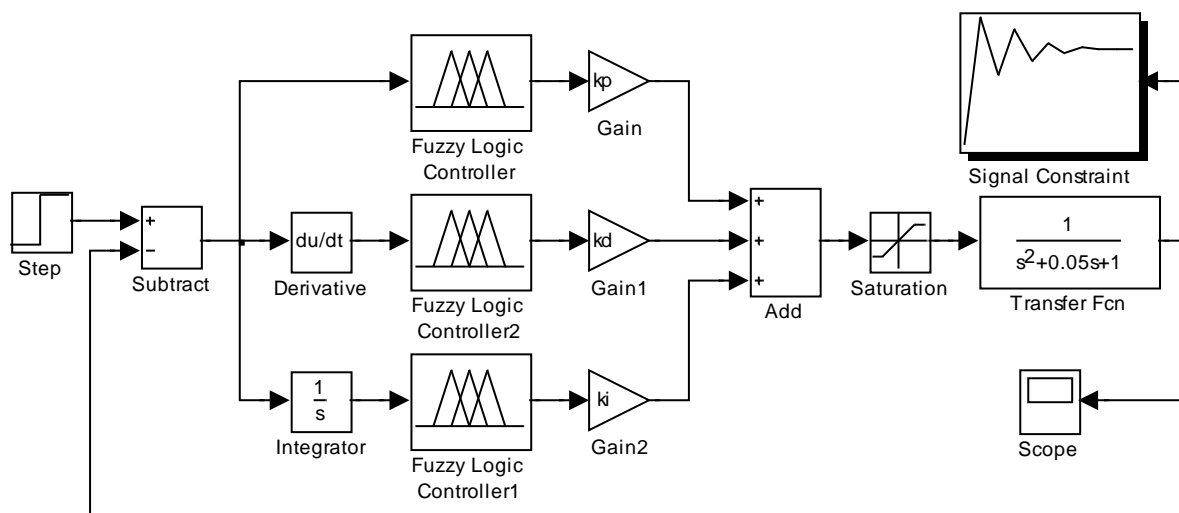 kp
Gain
Fuzzy Logic
Controller
Signal Constraint
Step
+
−
Subtract
du/dt
Derivative
Fuzzy Logic
Controller2
kd
Gain1
+
+
+
Add
Saturation
1
s²+0.05s+1
Transfer Fcn
1
s
Integrator
Fuzzy Logic
Controller1
ki
Gain2
Scope